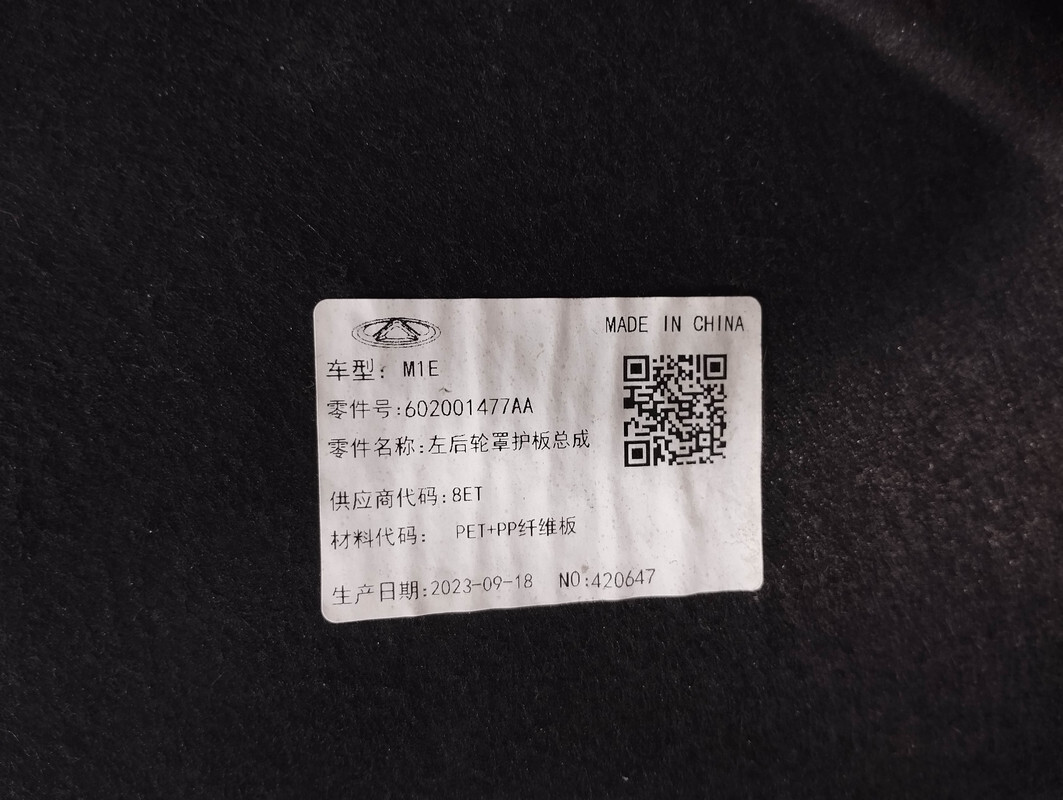 MADE IN CHINA
车型: M1E
零件号:602001477AA
零件名称:左后轮罩护板总成
供应商代码:8ET
材料代码: PET+PP纤维板
生产日期:2023-09-18 NO:420647